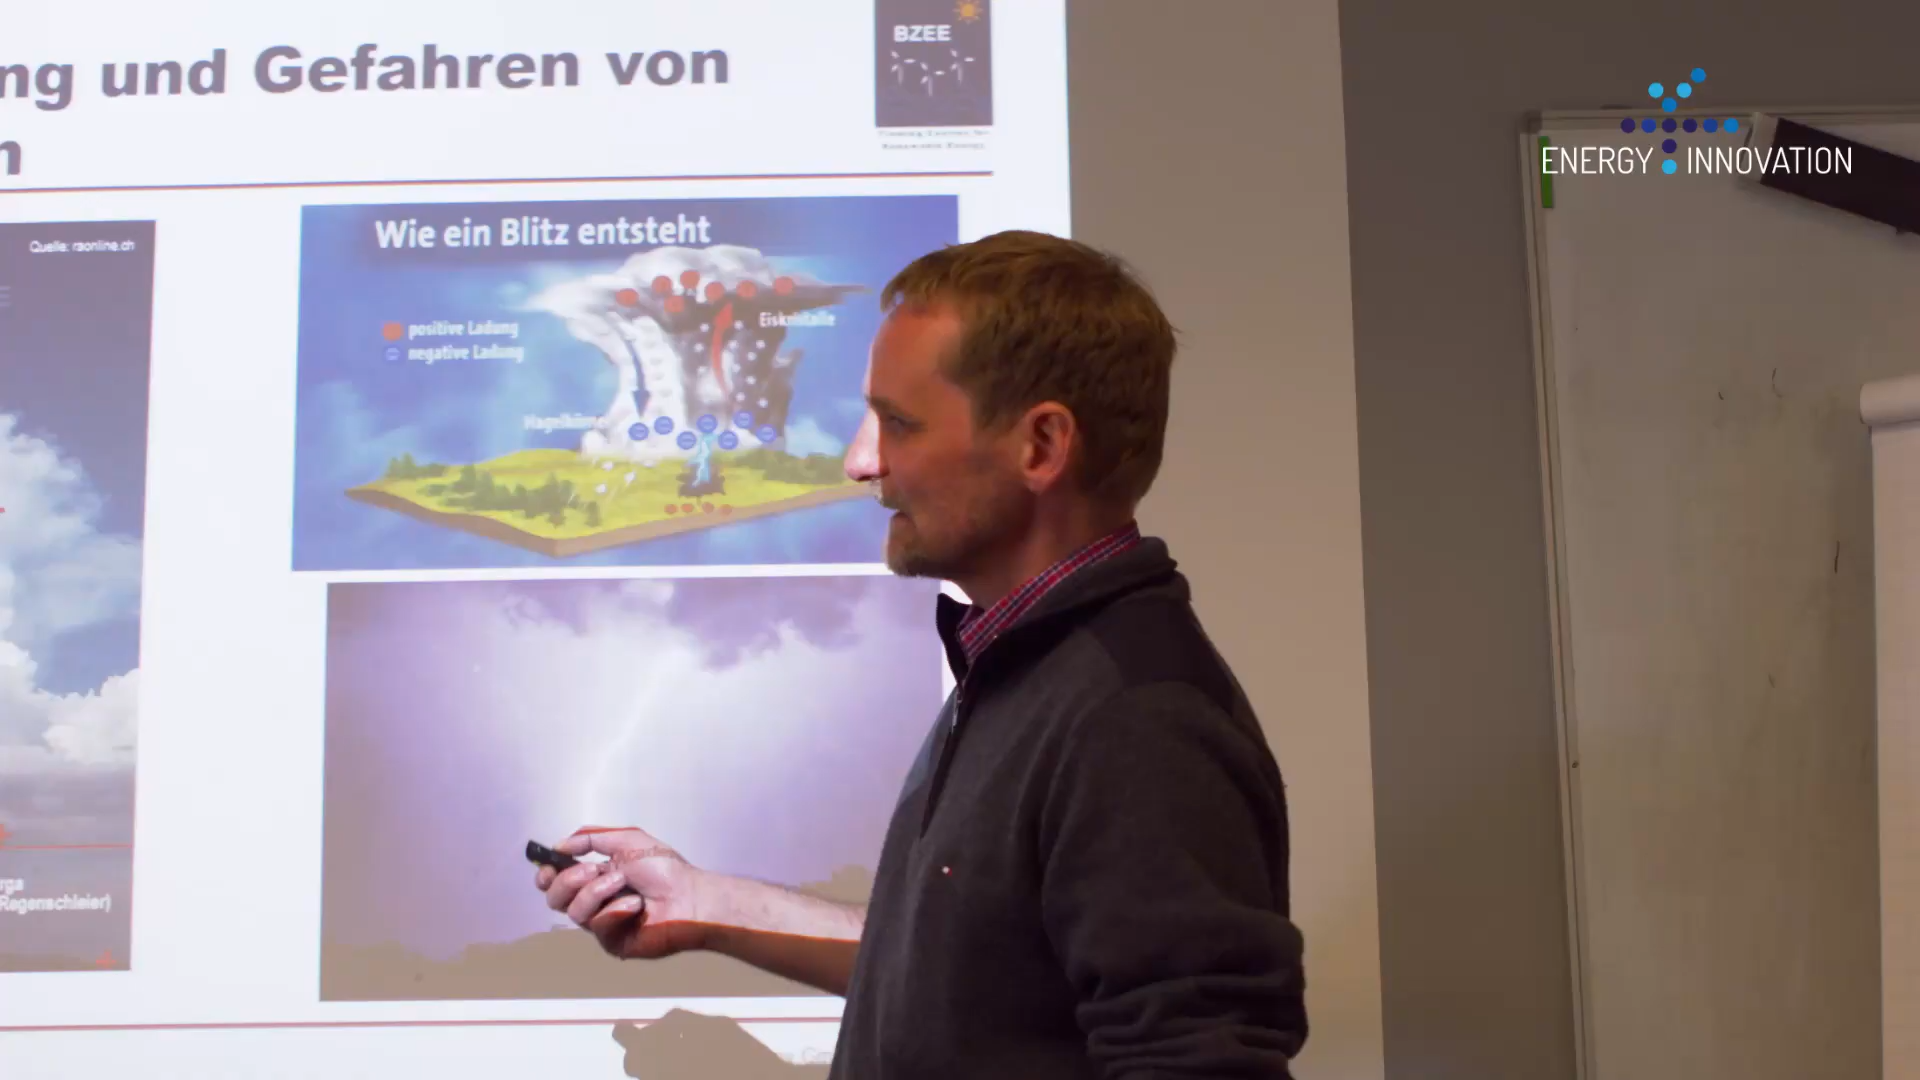 ng und Gefahren von
n
BZEE
ENERGY INNOVATION
Quelle: raonline.ch
Wie ein Blitz entsteht
positive Ladung
negative Ladung
Eiskristalle
rga
Regenschleier)